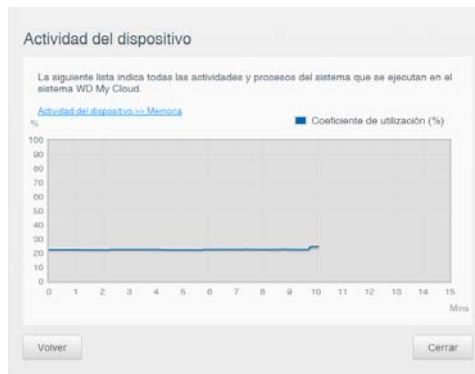 Actividad del dispositivo
La siguiente lista indica todas las actividades y procesos del sistema que se ejecutan en el
sistema WD My Cloud.
Actividad del dispositivo >> Memoria
%
Coeficiente de utilización (%)
100
90
80
70
60
50
40
30
20
10
0
0 1 2 3 4 5 6 7 8 9 10 11 12 13 14 15
Mins
Volver
Cerrar